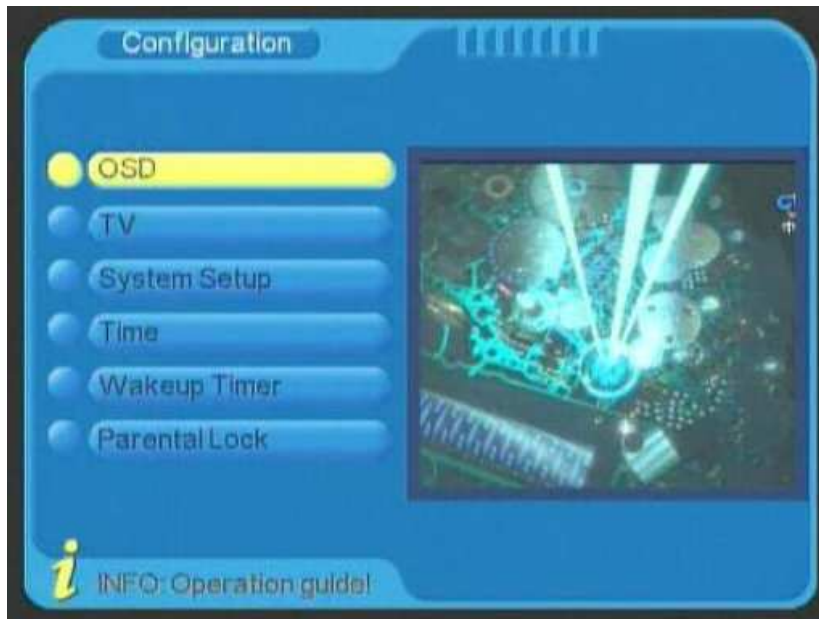 Configuration
OSD
TV
System Setup
Time
Wakeup Timer
Parental Lock
INFO: Operation guide!